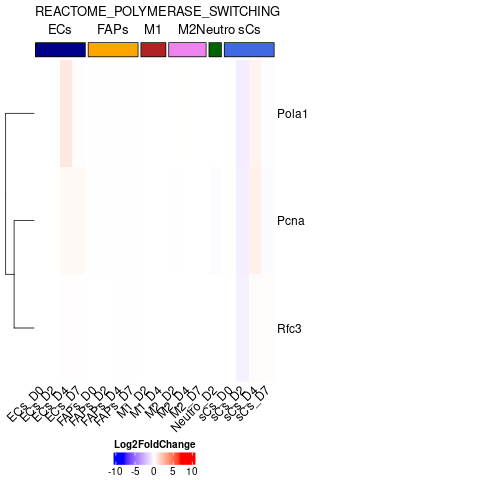 REACTOME_POLYMERASE_SWITCHING
ECs FAPs M1 M2 Neutro sCs
Pola1
Pcna
Rfc3
ECs_D0 ECs_D2 ECs_D4 ECs_D7 FAPs_D0 FAPs_D2 FAPs_D4 FAPs_D7 M1_D2 M1_D4 M2_D2 M2_D4 M2_D7 Neutro_D2 sCs_D0 sCs_D2 sCs_D4 sCs_D7
Log2FoldChange
-10 -5 0 5 10